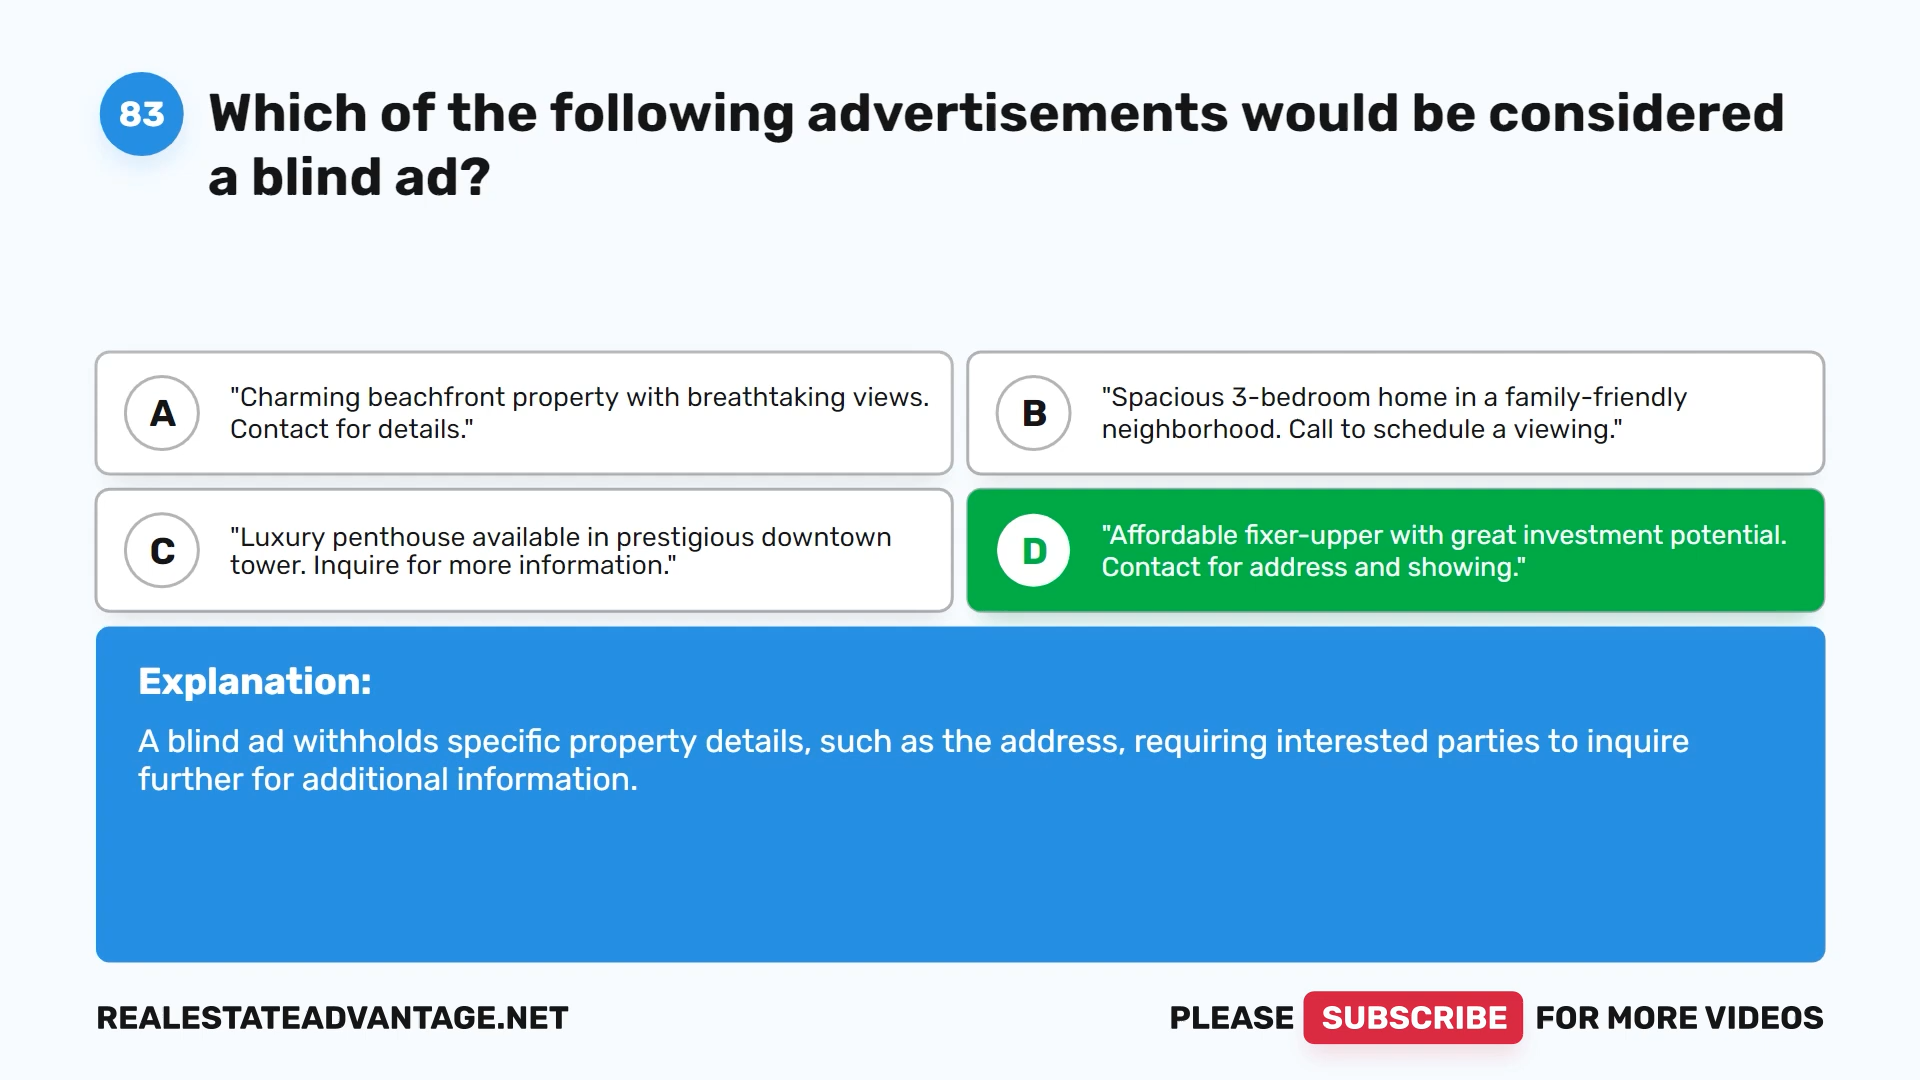 83
Which of the following advertisements would be considered
a blind ad?
A
"Charming beachfront property with breathtaking views.
Contact for details."
B
"Spacious 3-bedroom home in a family-friendly
neighborhood. Call to schedule a viewing."
C
"Luxury penthouse available in prestigious downtown
tower. Inquire for more information."
D
"Affordable fixer-upper with great investment potential.
Contact for address and showing."
Explanation:
A blind ad withholds specific property details, such as the address, requiring interested parties to inquire
further for additional information.
REALESTATEADVANTAGE.NET
PLEASE SUBSCRIBE FOR MORE VIDEOS